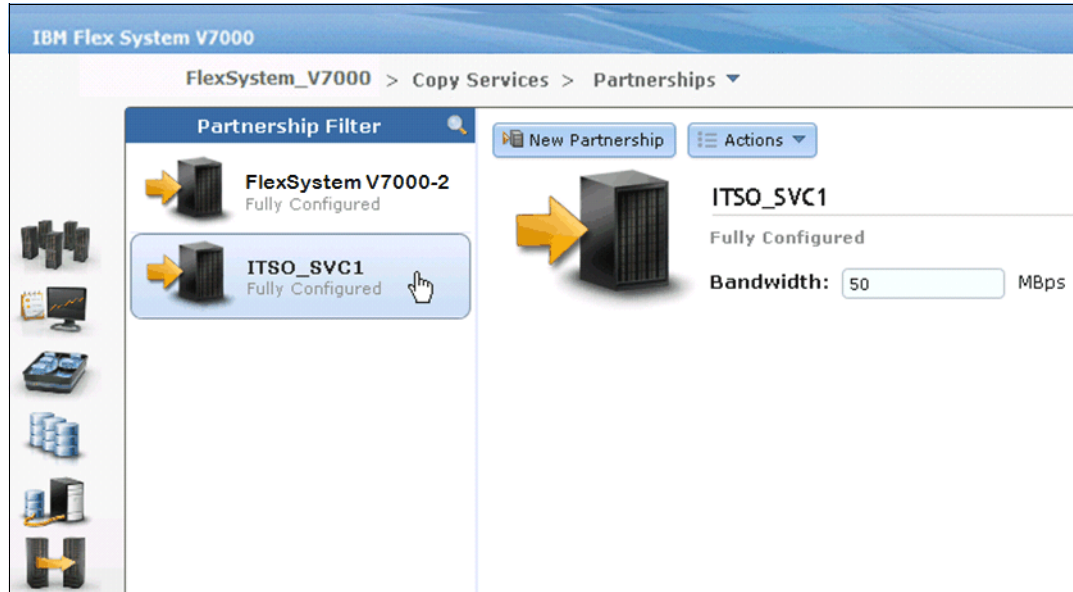 IBM Flex System V7000
FlexSystem_V7000 > Copy Services > Partnerships
Partnership Filter
FlexSystem V7000-2
Fully Configured
ITSO_SVC1
Fully Configured
New Partnership
Actions
ITSO_SVC1
Fully Configured
Bandwidth: 50 MBps